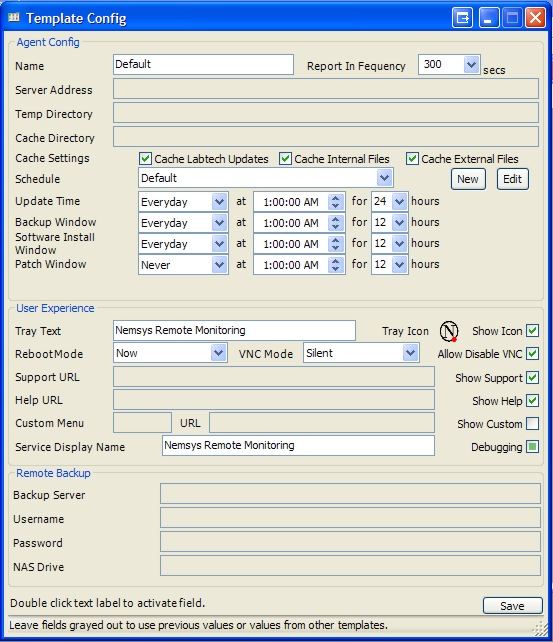 Template Config
Agent Config
Name Default Report In Fequency 300 secs
Server Address
Temp Directory
Cache Directory
Cache Settings Cache Labtech Updates Cache Internal Files Cache External Files
Schedule Default New Edit
Update Time Everyday at 1:00:00 AM for 24 hours
Backup Window Everyday at 1:00:00 AM for 12 hours
Software Install Window Everyday at 1:00:00 AM for 12 hours
Patch Window Never at 1:00:00 AM for 12 hours
User Experience
Tray Text Nemsys Remote Monitoring Tray Icon N Show Icon
RebootMode Now VNC Mode Silent Allow Disable VNC
Support URL Show Support
Help URL Show Help
Custom Menu URL Show Custom
Service Display Name Nemsys Remote Monitoring Debugging
Remote Backup
Backup Server
Username
Password
NAS Drive
Double click text label to activate field. Save
Leave fields grayed out to use previous values or values from other templates.